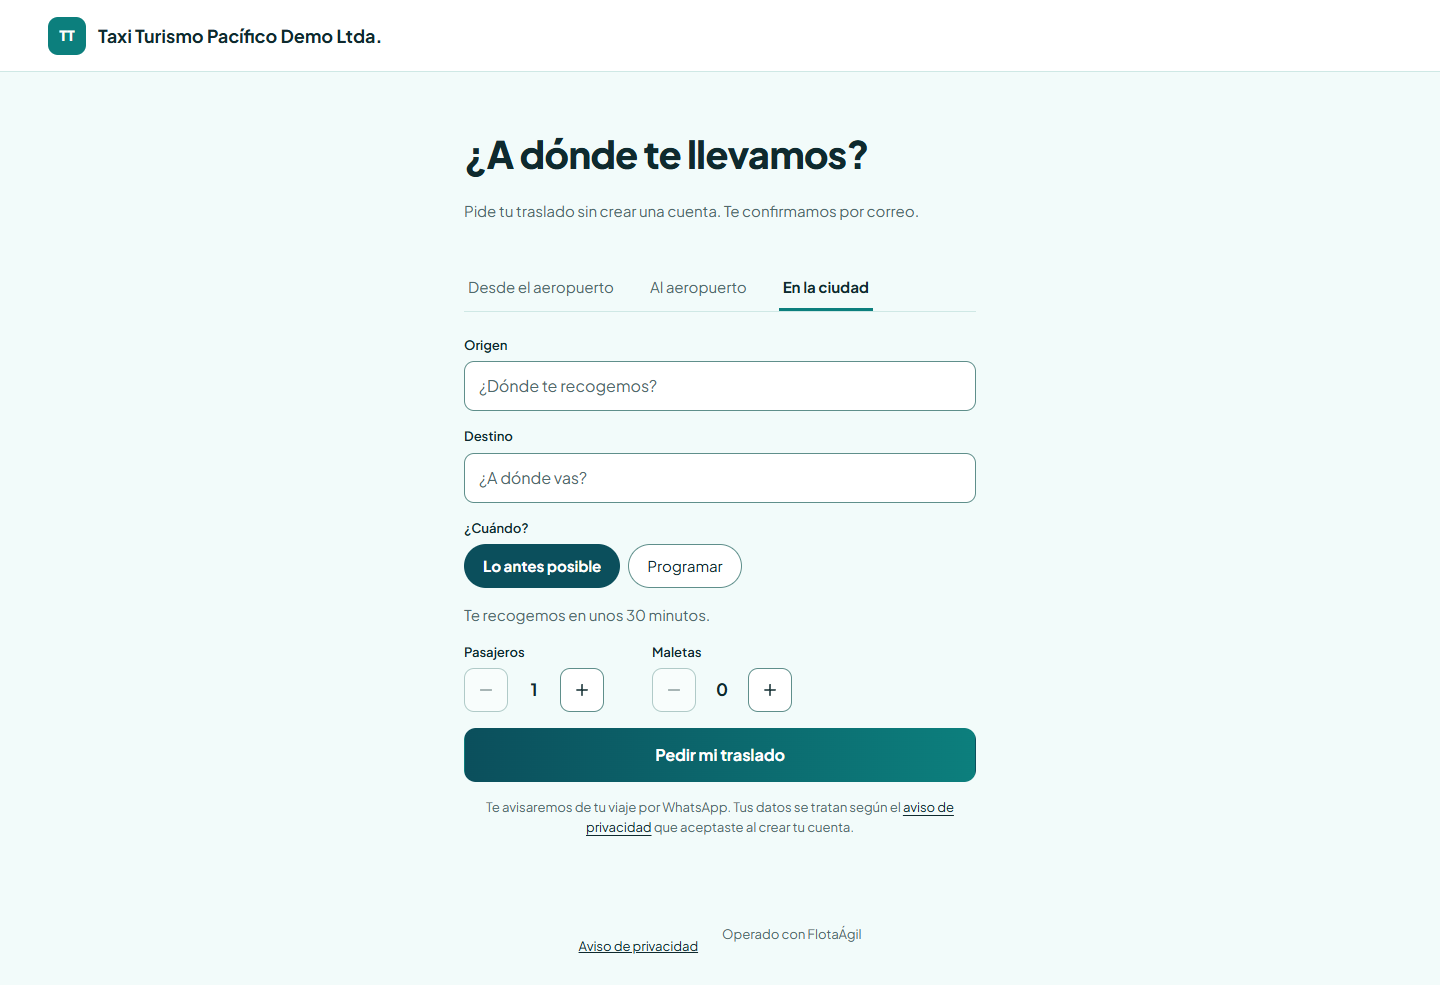 TT
Taxi Turismo Pacífico Demo Ltda.
¿A dónde te llevamos?
Pide tu traslado sin crear una cuenta. Te confirmamos por correo.
Desde el aeropuerto
Al aeropuerto
En la ciudad
Origen
¿Dónde te recogemos?
Destino
¿A dónde vas?
¿Cuándo?
Lo antes posible
Programar
Te recogemos en unos 30 minutos.
Pasajeros
Maletas
− 1 +
− 0 +
Pedir mi traslado
Te avisaremos de tu viaje por WhatsApp. Tus datos se tratan según el aviso de
privacidad que aceptaste al crear tu cuenta.
Aviso de privacidad
Operado con FlotaÁgil